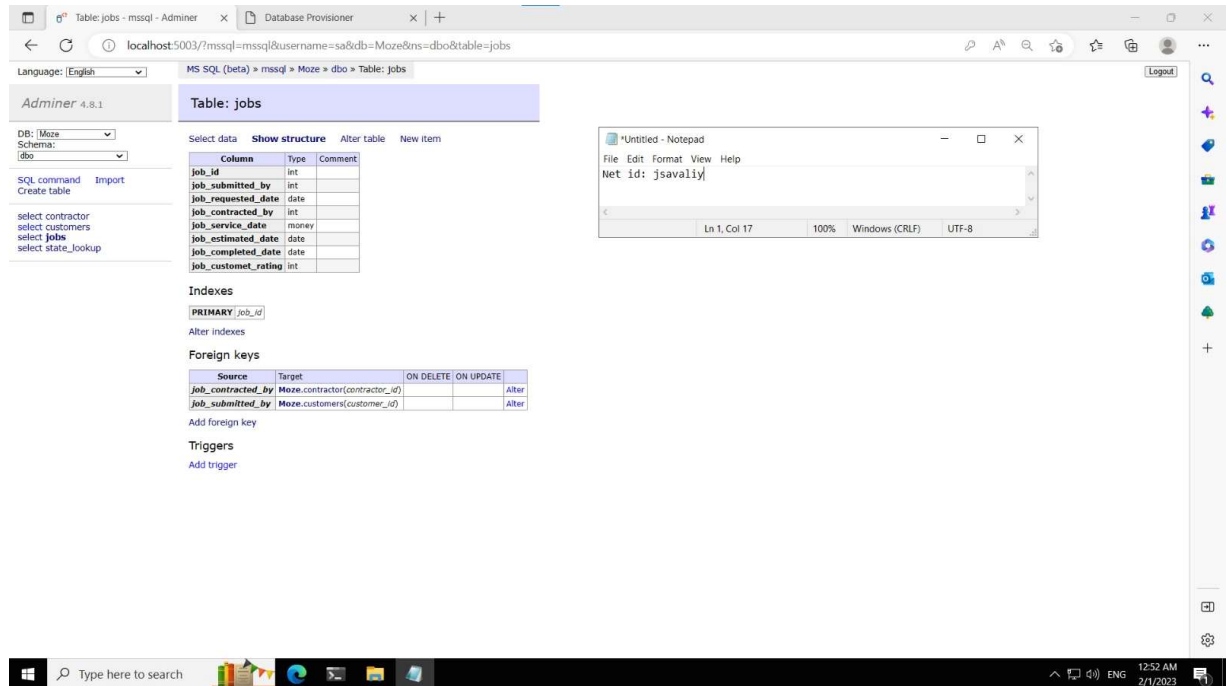 Table: jobs - mssql - Adminer
Database Provisioner
localhost:5003/?mssql=mssql&username=sa&db=Moze&ns=dbo&table=jobs
Language: English
MS SQL (beta) » mssql » Moze » dbo » Table: jobs
Logout
Adminer 4.8.1
Table: jobs
DB: Moze
Schema:
dbo
SQL command Import
Create table
select contractor
select customers
select jobs
select state_lookup
Select data Show structure Alter table New item
Column Type Comment
job_id int
job_submitted_by int
job_requested_date date
job_contracted_by int
job_service_date money
job_estimated_date date
job_completed_date date
job_customet_rating int
Indexes
PRIMARY job_id
Alter indexes
Foreign keys
Source Target ON DELETE ON UPDATE
job_contracted_by Moze.contractor(contractor_id) Alter
job_submitted_by Moze.customers(customer_id) Alter
Add foreign key
Triggers
Add trigger
*Untitled - Notepad
File Edit Format View Help
Net id: jsavaliy
Ln 1, Col 17 100% Windows (CRLF) UTF-8
Type here to search
ENG
12:52 AM
2/1/2023